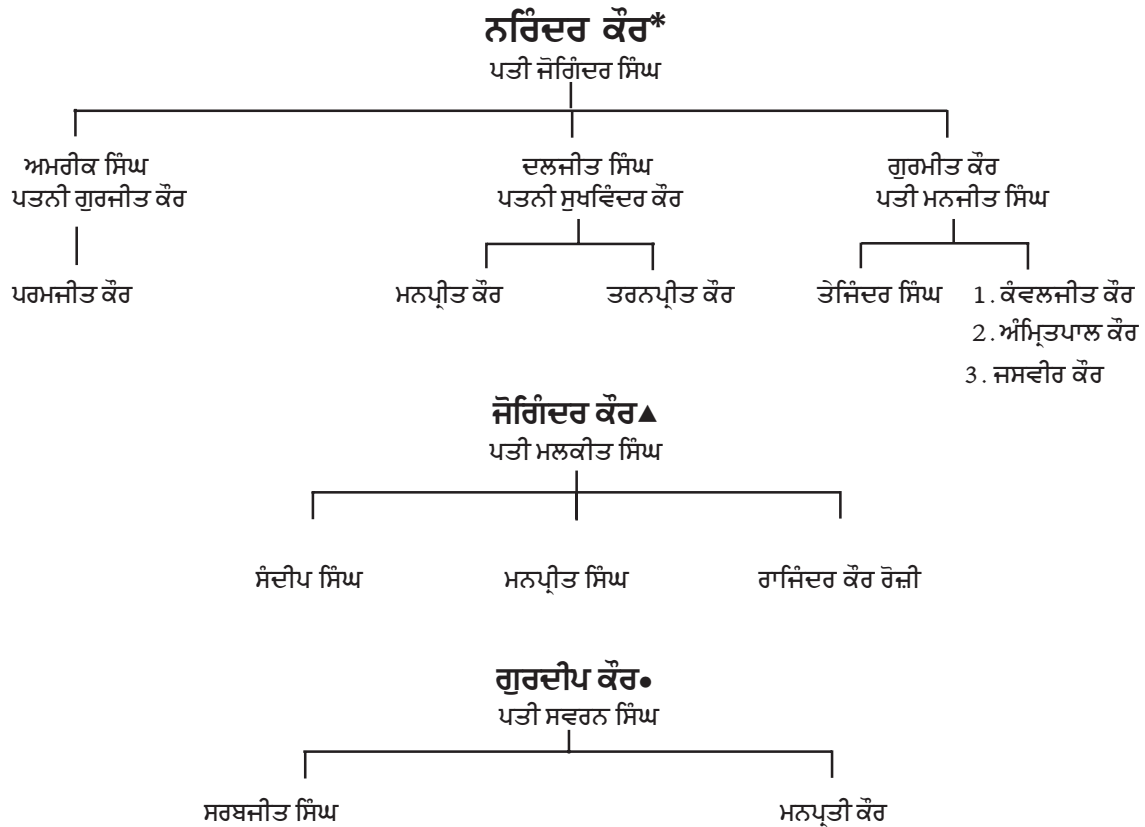 ਨਰਿੰਦਰ ਕੌਰ*
ਪਤੀ ਜੋਗਿੰਦਰ ਸਿੰਘ
ਅਮਰੀਕ ਸਿੰਘ ਦਲਜੀਤ ਸਿੰਘ ਗੁਰਮੀਤ ਕੌਰ
ਪਤਨੀ ਗੁਰਜੀਤ ਕੌਰ ਪਤਨੀ ਸੁਖਵਿੰਦਰ ਕੌਰ ਪਤੀ ਮਨਜੀਤ ਸਿੰਘ
ਪਰਮਜੀਤ ਕੌਰ ਮਨਪ੍ਰੀਤ ਕੌਰ ਤਰਨਪ੍ਰੀਤ ਕੌਰ ਤੇਜਿੰਦਰ ਸਿੰਘ 1. ਕੰਵਲਜੀਤ ਕੌਰ
2. ਅੰਮ੍ਰਿਤਪਾਲ ਕੌਰ
3. ਜਸਵੀਰ ਕੌਰ
ਜੋਗਿੰਦਰ ਕੌਰ▲
ਪਤੀ ਮਲਕੀਤ ਸਿੰਘ
ਸੰਦੀਪ ਸਿੰਘ ਮਨਪ੍ਰੀਤ ਸਿੰਘ ਰਾਜਿੰਦਰ ਕੌਰ ਰੋਜ਼ੀ
ਗੁਰਦੀਪ ਕੌਰ•
ਪਤੀ ਸਵਰਨ ਸਿੰਘ
ਸਰਬਜੀਤ ਸਿੰਘ ਮਨਪ੍ਰਤੀ ਕੌਰ